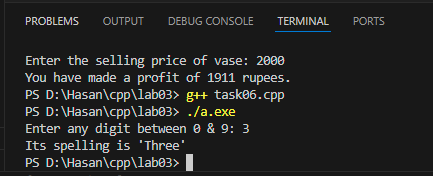 PROBLEMS OUTPUT DEBUG CONSOLE TERMINAL PORTS
Enter the selling price of vase: 2000
You have made a profit of 1911 rupees.
PS D:\Hasan\cpp\lab03> g++ task06.cpp
PS D:\Hasan\cpp\lab03> ./a.exe
Enter any digit between 0 & 9: 3
Its spelling is 'Three'
PS D:\Hasan\cpp\lab03>